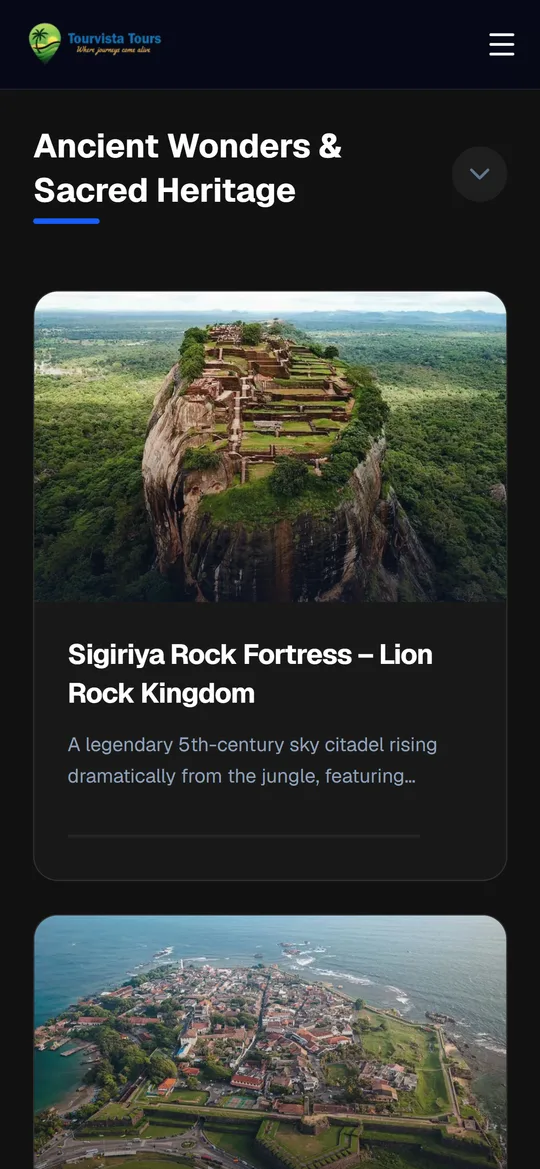 Tourvista Tours
Where journeys come alive
Ancient Wonders &
Sacred Heritage
Sigiriya Rock Fortress – Lion
Rock Kingdom
A legendary 5th-century sky citadel rising
dramatically from the jungle, featuring...